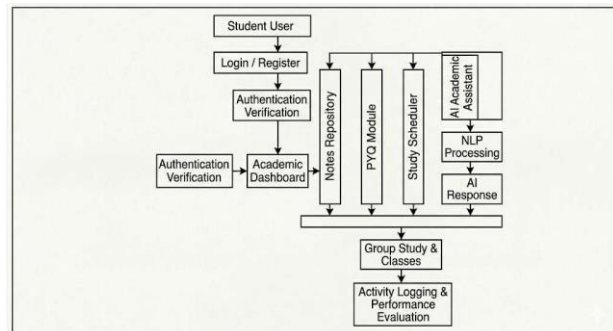 Student User
Login / Register
Authentication
Verification
Authentication
Verification
Academic
Dashboard
Notes Repository
PYQ Module
Study Scheduler
AI Academic
Assistant
NLP
Processing
AI
Response
Group Study &
Classes
Activity Logging &
Performance
Evaluation